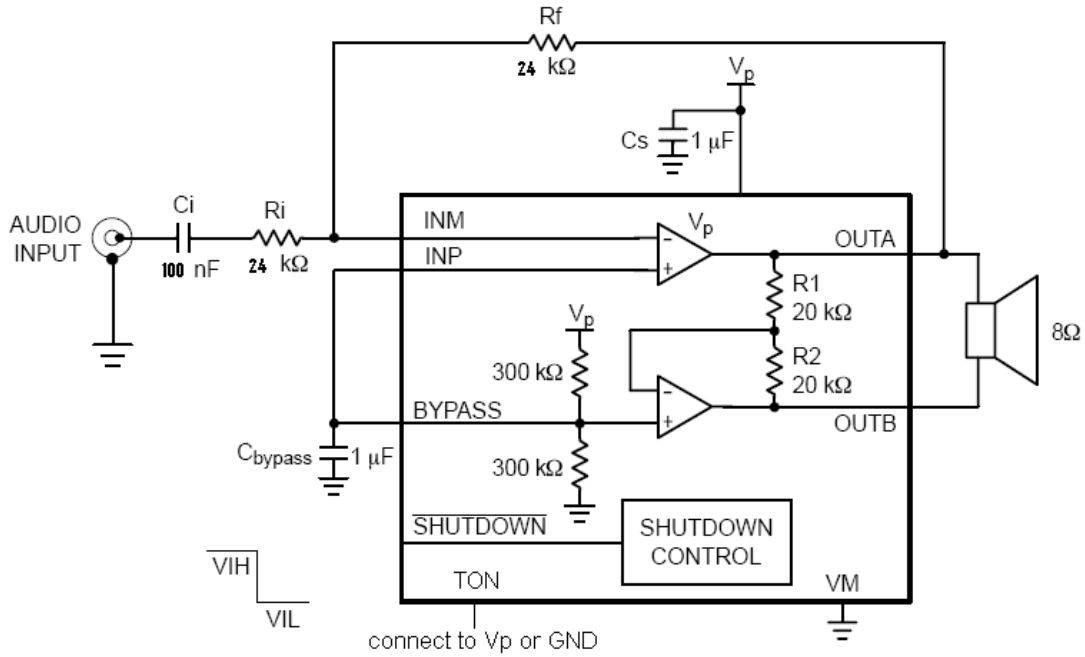 Rf
24 kΩ
Vp
Cs
1 μF
AUDIO
INPUT
Ci
100 nF
Ri
24 kΩ
INM
INP
Vp
OUTA
R1
20 kΩ
R2
20 kΩ
8Ω
Vp
300 kΩ
BYPASS
OUTB
Cbypass
1 μF
300 kΩ
SHUTDOWN
SHUTDOWN
CONTROL
VIH
VIL
TON
VM
connect to Vp or GND